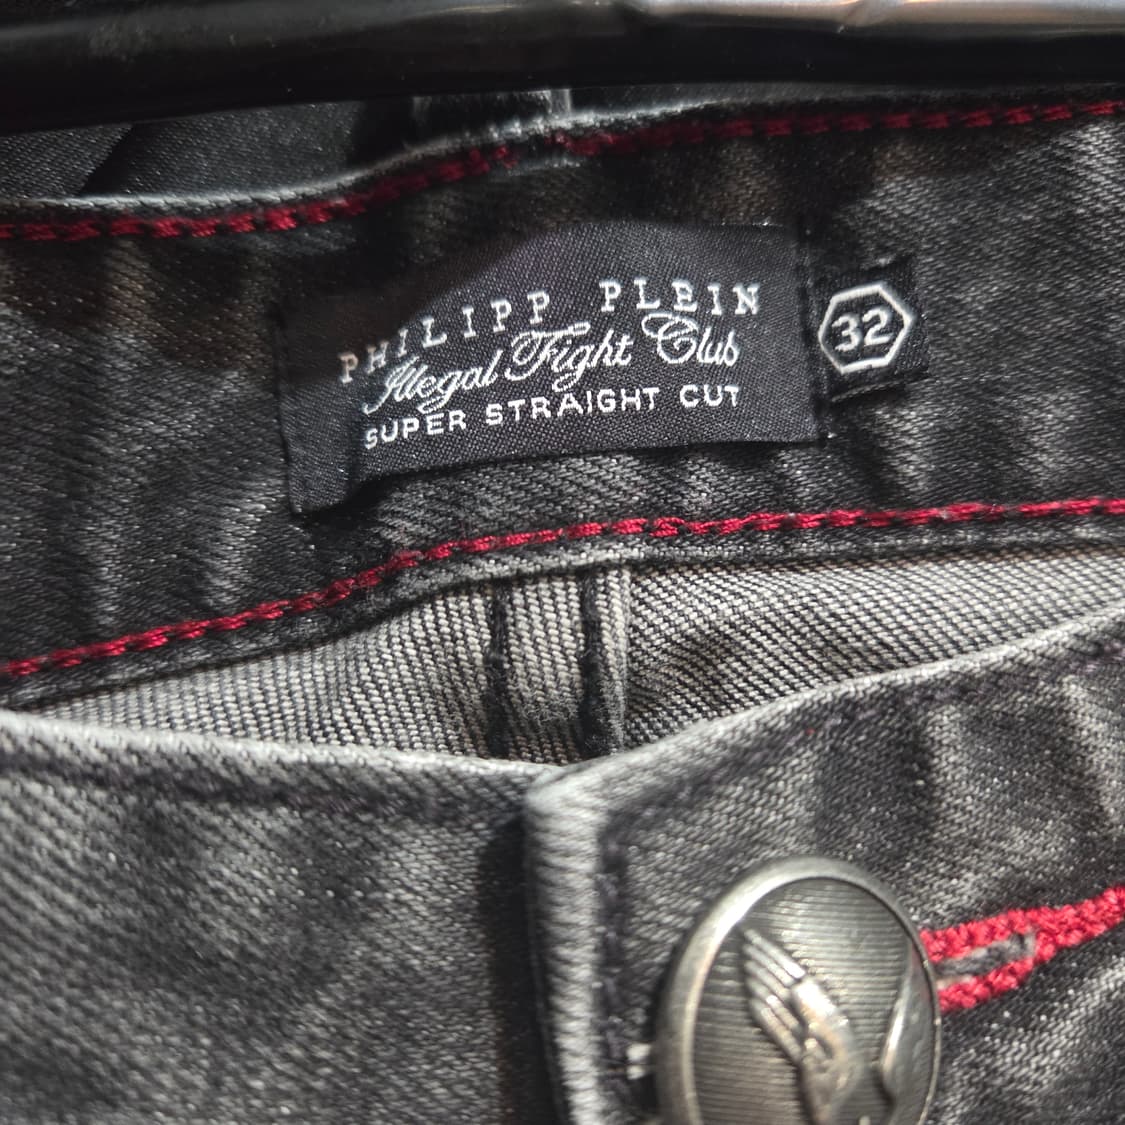 PHILIPP PLEIN
Illegal Fight Club
SUPER STRAIGHT CUT
32